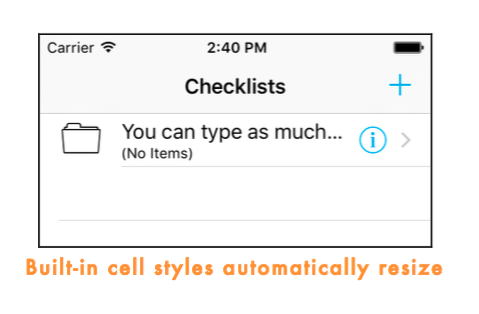 Carrier 2:40 PM
Checklists +
You can type as much... i
(No Items)
Built-in cell styles automatically resize